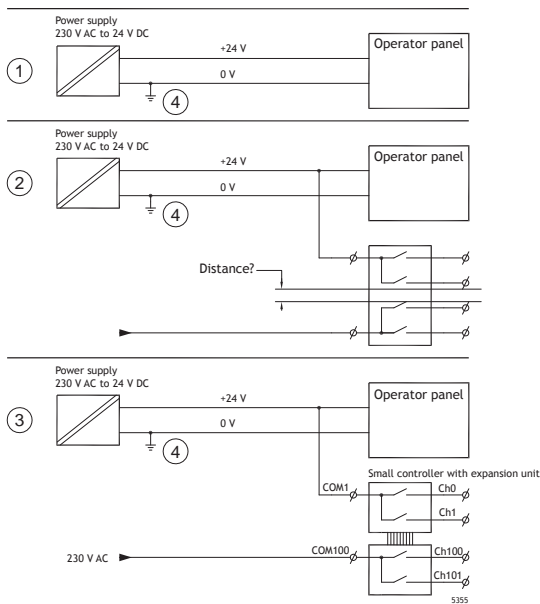 Power supply
230 V AC to 24 V DC
+24 V
Operator panel
1
0 V
4
Power supply
230 V AC to 24 V DC
+24 V
Operator panel
2
0 V
4
Distance?
Power supply
230 V AC to 24 V DC
+24 V
Operator panel
3
0 V
4
Small controller with expansion unit
COM1
Ch0
Ch1
230 V AC
COM100
Ch100
Ch101
5355